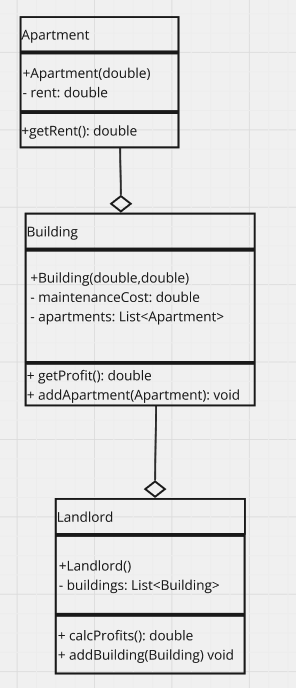 Apartment
+Apartment(double)
- rent: double
+getRent(): double
Building
+Building(double,double)
- maintenanceCost: double
- apartments: List<Apartment>
+ getProfit(): double
+ addApartment(Apartment): void
Landlord
+Landlord()
- buildings: List<Building>
+ calcProfits(): double
+ addBuilding(Building) void